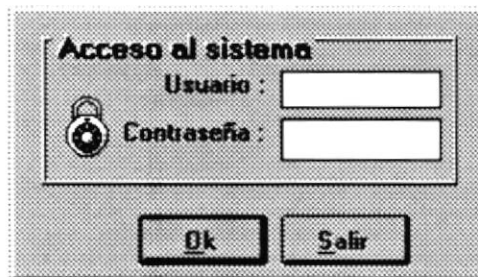 Acceso al sistema
Usuario :
Contraseña :
Ok
Salir